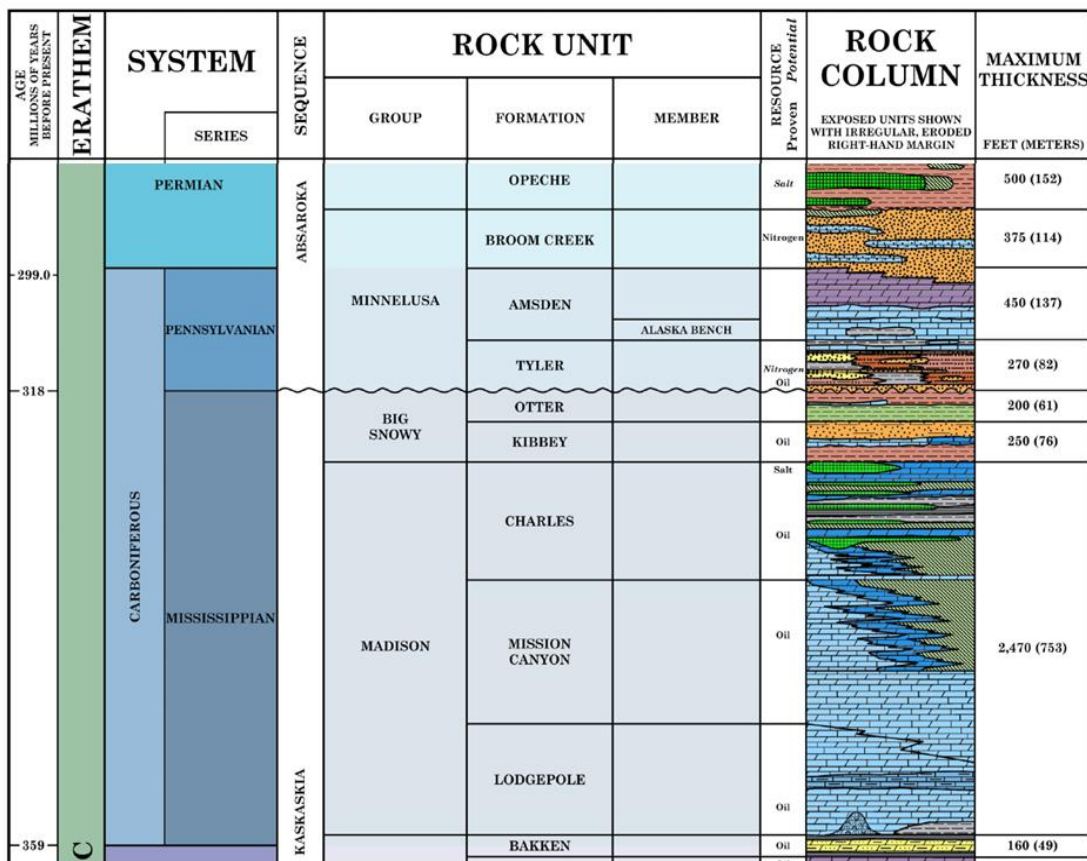 AGE
MILLIONS OF YEARS
BEFORE PRESENT
ERATHEM
SYSTEM
SERIES
SEQUENCE
ROCK UNIT
GROUP
FORMATION
MEMBER
RESOURCE
Proven Potential
ROCK
COLUMN
EXPOSED UNITS SHOWN
WITH IRREGULAR, ERODED
RIGHT-HAND MARGIN
MAXIMUM
THICKNESS
FEET (METERS)
PERMIAN
ABSAROKA
OPECHE
Salt
500 (152)
BROOM CREEK
Nitrogen
375 (114)
299.0
PENNSYLVANIAN
MINNELUSA
AMSDEN
450 (137)
ALASKA BENCH
TYLER
Nitrogen
Oil
270 (82)
318
CARBONIFEROUS
MISSISSIPPIAN
BIG
SNOWY
OTTER
200 (61)
KIBBEY
Oil
250 (76)
Salt
CHARLES
Oil
MADISON
MISSION
CANYON
Oil
2,470 (753)
LODGEPOLE
Oil
KASKASKIA
359
C
BAKKEN
Oil
160 (49)